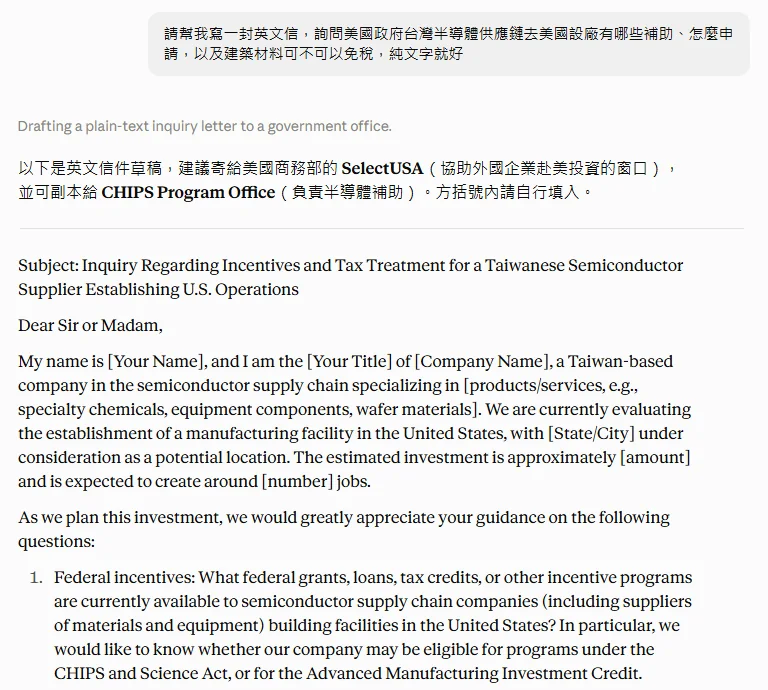 請幫我寫一封英文信，詢問美國政府台灣半導體供應鏈去美國設廠有哪些補助、怎麼申
請，以及建築材料可不可以免稅，純文字就好
Drafting a plain-text inquiry letter to a government office.
以下是英文信件草稿，建議寄給美國商務部的 SelectUSA（協助外國企業赴美投資的窗口），
並可副本給 CHIPS Program Office（負責半導體補助）。方括號內請自行填入。
Subject: Inquiry Regarding Incentives and Tax Treatment for a Taiwanese Semiconductor
Supplier Establishing U.S. Operations
Dear Sir or Madam,
My name is [Your Name], and I am the [Your Title] of [Company Name], a Taiwan-based
company in the semiconductor supply chain specializing in [products/services, e.g.,
specialty chemicals, equipment components, wafer materials]. We are currently evaluating
the establishment of a manufacturing facility in the United States, with [State/City] under
consideration as a potential location. The estimated investment is approximately [amount]
and is expected to create around [number] jobs.
As we plan this investment, we would greatly appreciate your guidance on the following
questions:
1. Federal incentives: What federal grants, loans, tax credits, or other incentive programs
are currently available to semiconductor supply chain companies (including suppliers
of materials and equipment) building facilities in the United States? In particular, we
would like to know whether our company may be eligible for programs under the
CHIPS and Science Act, or for the Advanced Manufacturing Investment Credit.